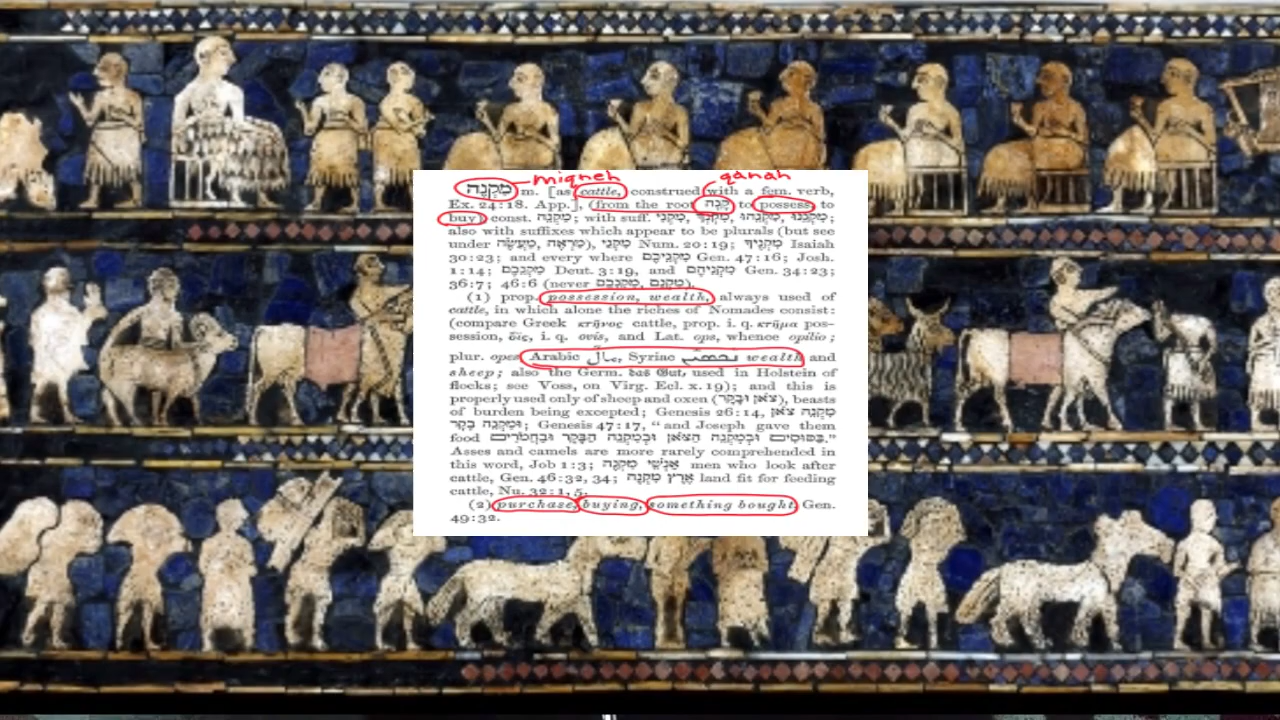 miqneh qanah
מִקְנֶה m. [as cattle, construed with a fem. verb,
Ex. 24:18. App.], (from the root קָנָה to possess, to
buy) const. מִקְנֵה; with suff. מִקְנִי, מִקְנְךָ, מִקְנֵהוּ, מִקְנֵנוּ;
also with suffixes which appear to be plurals (but see
under מַעֲשֶׂה, מַרְאֶה), מִקְנַי Num. 20:19; מִקְנֶיךָ Isaiah
30:23; and every where מִקְנֵיכֶם Gen. 47:16; Josh.
1:14; מִקְנֵכֶם Deut. 3:19, and מִקְנֵיהֶם Gen. 34:23;
36:7; 46:6 (never מִקְנָם, מִקְנְכֶם).
(1) prop. possession, wealth, always used of
cattle, in which alone the riches of Nomades consist:
(compare Greek κτῆνος cattle, prop. i. q. κτῆμα pos-
session, ὄϊς, i. q. ovis, and Lat. ops, whence opilio;
plur. opes Arabic مال, Syriac wealth and
sheep; also the Germ. das Gut, used in Holstein of
flocks; see Voss, on Virg. Ecl. x. 19); and this is
properly used only of sheep and oxen (צֹאן וּבָקָר), beasts
of burden being excepted; Genesis 26:14, מִקְנֵה צֹאן
וּמִקְנֵה בָקָר; Genesis 47:17, "and Joseph gave them
food בַּסּוּסִים וּבְמִקְנֵה הַצֹּאן וּבְמִקְנֵה הַבָּקָר וּבַחֲמֹרִים."
Asses and camels are more rarely comprehended in
this word, Job 1:3; אַנְשֵׁי מִקְנֶה men who look after
cattle, Gen. 46:32, 34; אֶרֶץ מִקְנֶה land fit for feeding
cattle, Nu. 32:1, 5.
(2) purchase, buying, something bought, Gen.
49:32.